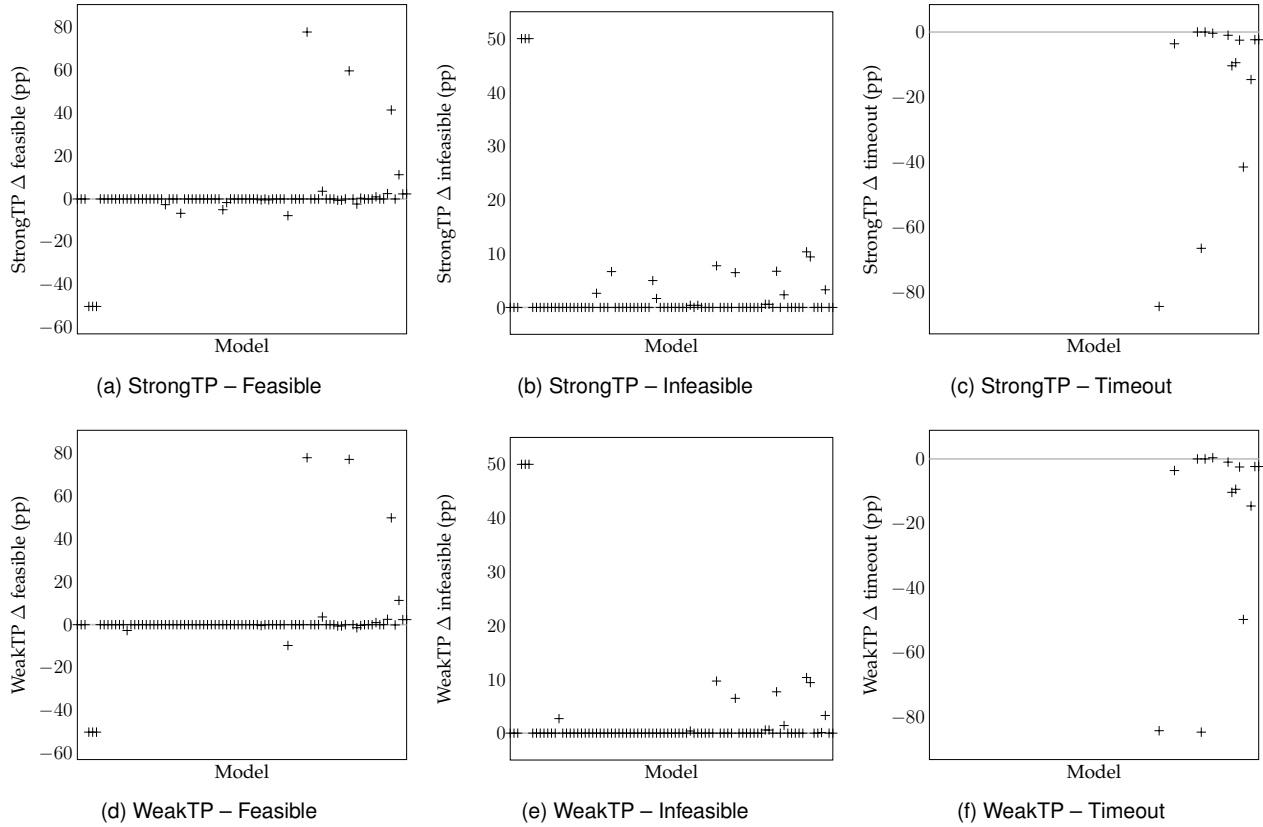 StrongTP Δ feasible (pp)
80
60
40
20
0
−20
−40
−60
Model
(a) StrongTP – Feasible
StrongTP Δ infeasible (pp)
50
40
30
20
10
0
Model
(b) StrongTP – Infeasible
StrongTP Δ timeout (pp)
0
−20
−40
−60
−80
Model
(c) StrongTP – Timeout
WeakTP Δ feasible (pp)
80
60
40
20
0
−20
−40
−60
Model
(d) WeakTP – Feasible
WeakTP Δ infeasible (pp)
50
40
30
20
10
0
Model
(e) WeakTP – Infeasible
WeakTP Δ timeout (pp)
0
−20
−40
−60
−80
Model
(f) WeakTP – Timeout